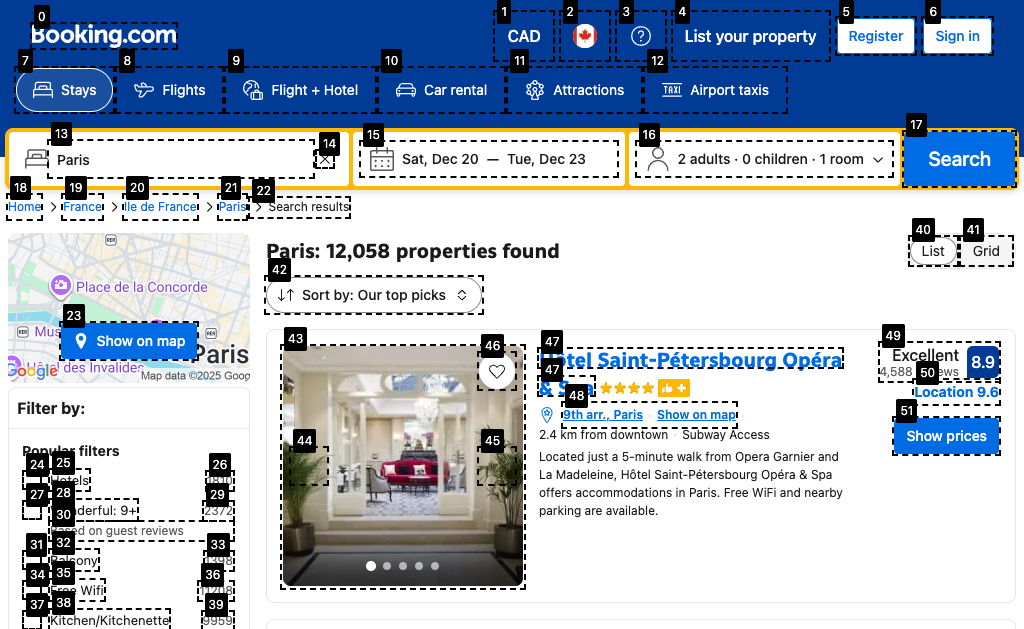 0
Booking.com
1
CAD
2
3
4
List your property
5
Register
6
Sign in
7
Stays
8
Flights
9
Flight + Hotel
10
Car rental
11
Attractions
12
Airport taxis
13
Paris
14
15
Sat, Dec 20 — Tue, Dec 23
16
2 adults · 0 children · 1 room
17
Search
18
Home
19
France
20
Ile de France
21
Paris
22
Search results
Place de la Concorde
23
Show on map
Paris
Google
des Invalides
Map data ©2025 Goog
Filter by:
Popular filters
24
25
26
Hotels
27
28
29
Wonderful: 9+
2372
30
Based on guest reviews
31
32
33
Balcony
34
35
36
Free Wifi
37
38
39
Kitchen/Kitchenette
9959
Paris: 12,058 properties found
40
List
41
Grid
42
Sort by: Our top picks
43
44
45
46
47
Hôtel Saint-Pétersbourg Opéra
47
& Spa
48
9th arr., Paris
Show on map
2.4 km from downtown · Subway Access
Located just a 5-minute walk from Opera Garnier and
La Madeleine, Hôtel Saint-Pétersbourg Opéra & Spa
offers accommodations in Paris. Free WiFi and nearby
parking are available.
49
Excellent
8.9
4,588
50
Location 9.6
51
Show prices